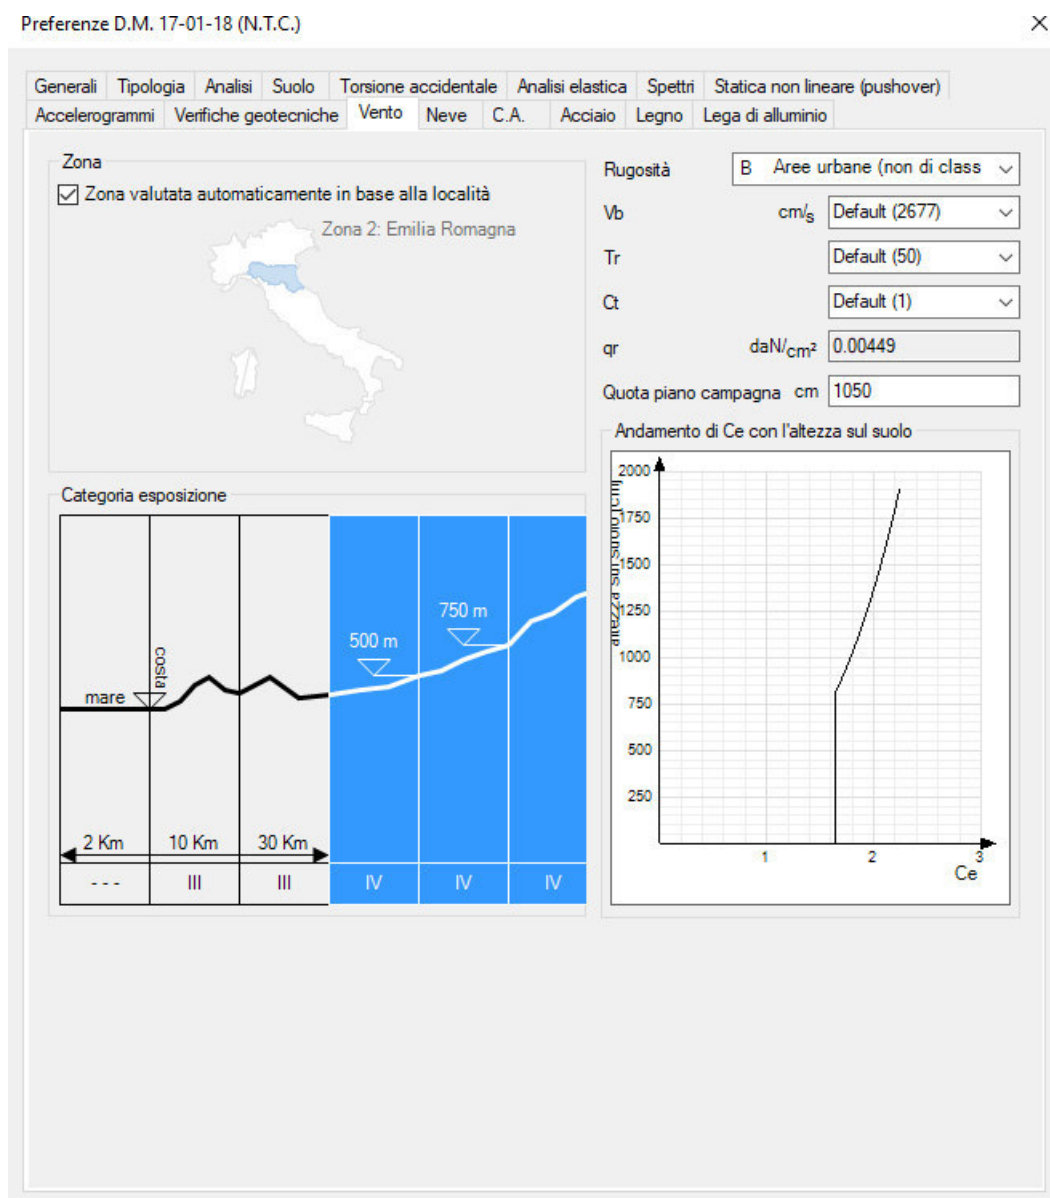 Preferenze D.M. 17-01-18 (N.T.C.)
Generali Tipologia Analisi Suolo Torsione accidentale Analisi elastica Spettri Statica non lineare (pushover)
Accelerogrammi Verifiche geotecniche Vento Neve C.A. Acciaio Legno Lega di alluminio
Zona
Zona valutata automaticamente in base alla località
Zona 2: Emilia Romagna
Rugosità B Aree urbane (non di class
Vb cm/s Default (2677)
Tr Default (50)
Ct Default (1)
qr daN/cm² 0.00449
Quota piano campagna cm 1050
Categoria esposizione
mare
costa
500 m
750 m
2 Km 10 Km 30 Km
- - - III III IV IV IV
Andamento di Ce con l'altezza sul suolo
altezza sul suolo [cm]
2000
1750
1500
1250
1000
750
500
250
1 2 3
Ce